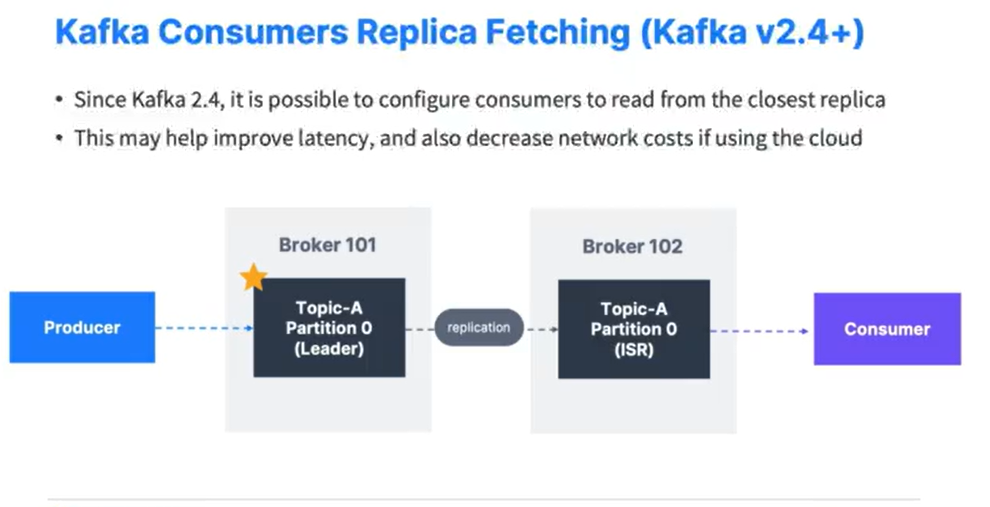 Kafka Consumers Replica Fetching (Kafka v2.4+)
• Since Kafka 2.4, it is possible to configure consumers to read from the closest replica
• This may help improve latency, and also decrease network costs if using the cloud
Broker 101
Broker 102
Producer
Topic-A
Partition 0
(Leader)
replication
Topic-A
Partition 0
(ISR)
Consumer